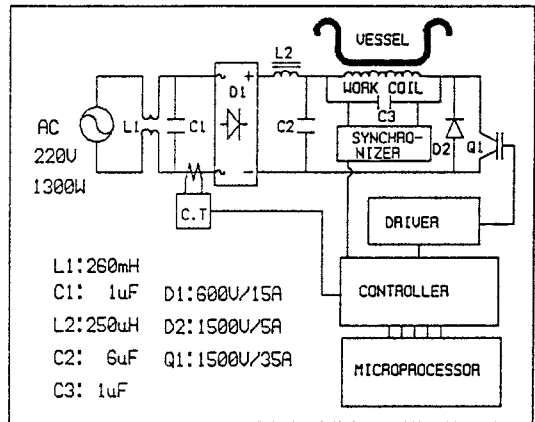 VESSEL
L2
D1
WORK COIL
C3
AC
220V
1300W
L1
C1
C2
SYNCHRO-
NIZER
D2
Q1
C.T
DRIVER
CONTROLLER
MICROPROCESSOR
L1:260mH
C1: 1uF
L2:250uH
C2: 6uF
C3: 1uF
D1:600V/15A
D2:1500V/5A
Q1:1500V/35A